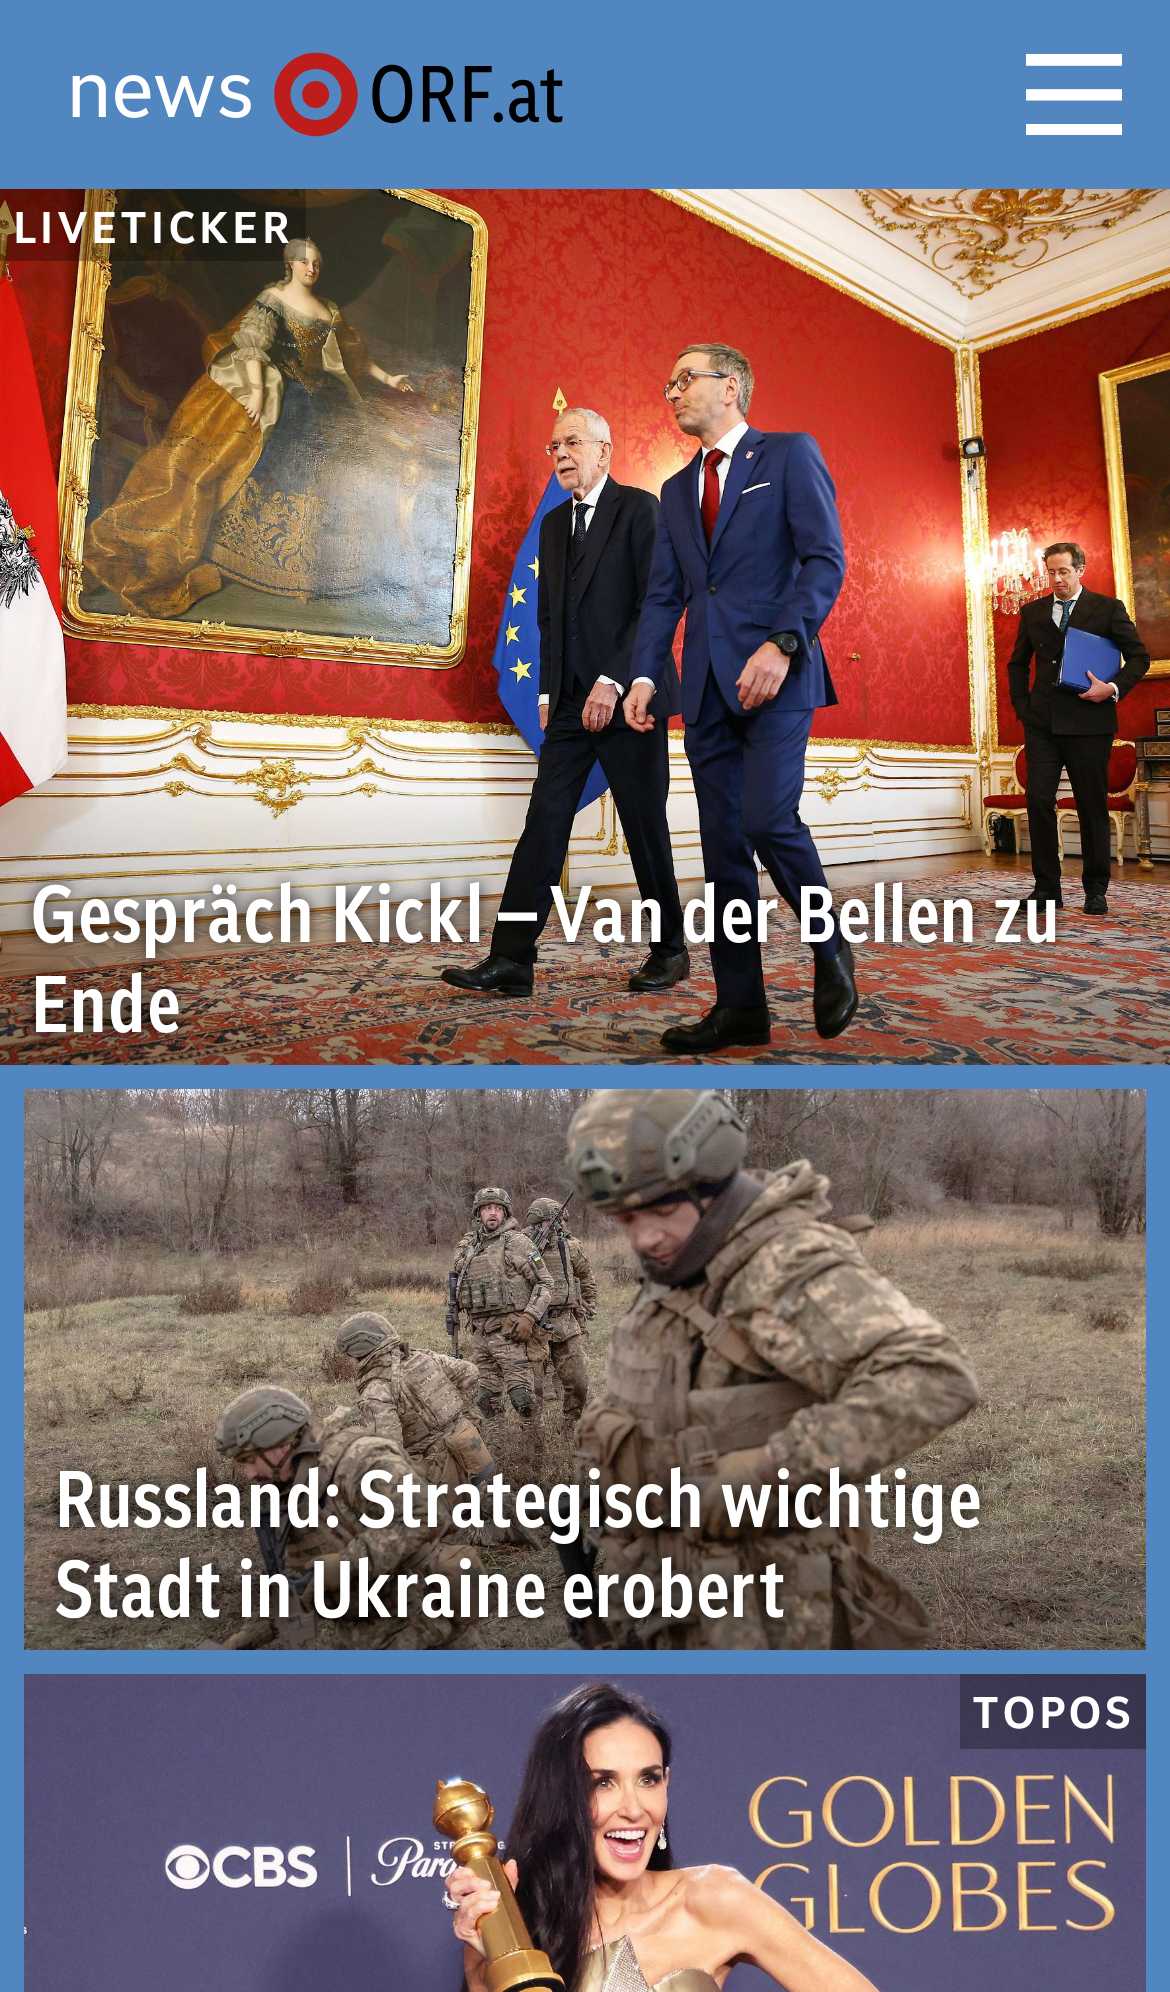 news ORF.at
LIVETICKER
Gespräch Kickl – Van der Bellen zu
Ende
Russland: Strategisch wichtige
Stadt in Ukraine erobert
TOPOS
GOLDEN
GLOBES
CBS